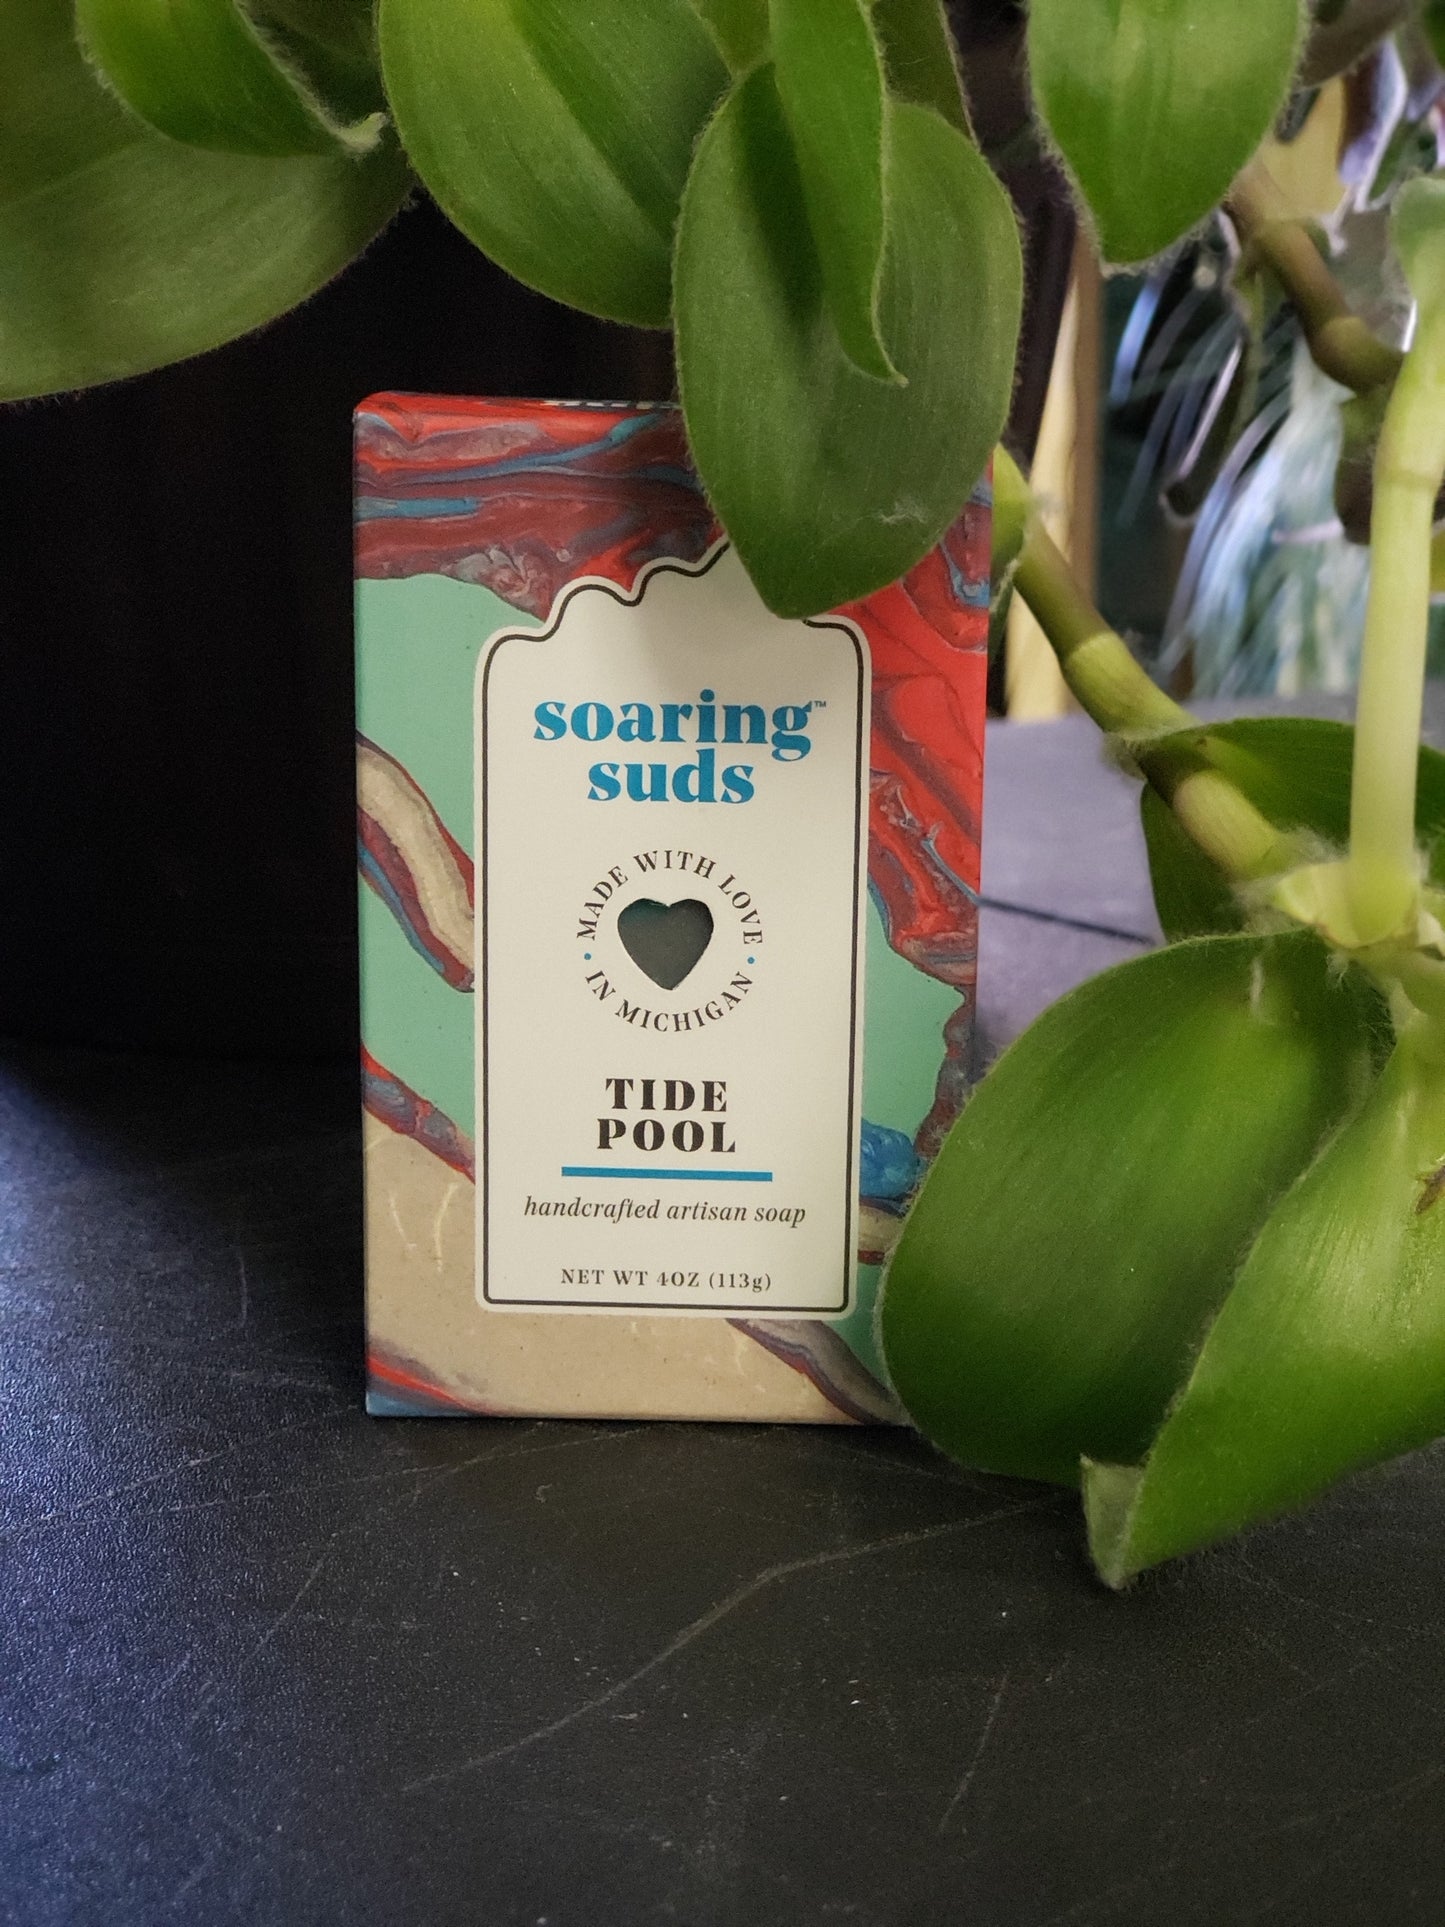 soaring™
suds
MADE WITH LOVE
• IN MICHIGAN •
TIDE
POOL
handcrafted artisan soap
NET WT 4OZ (113g)